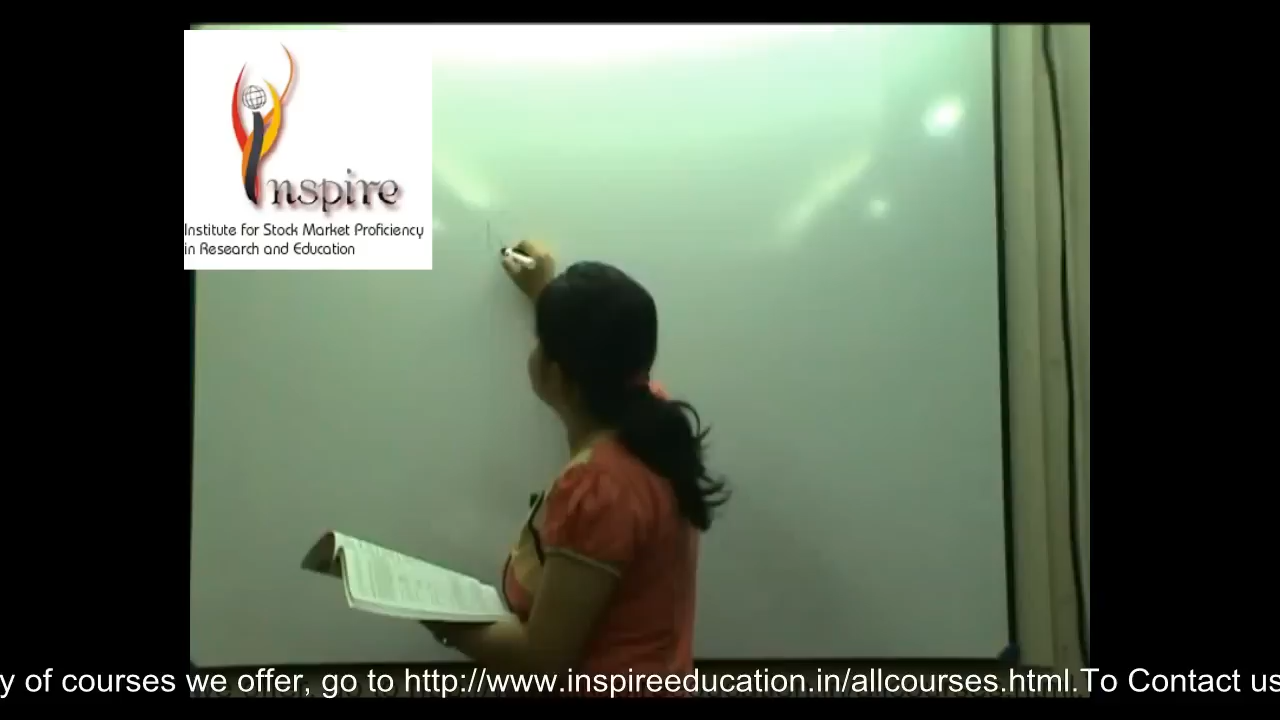 Inspire
Institute for Stock Market Proficiency
in Research and Education
y of courses we offer, go to http://www.inspireeducation.in/allcourses.html.To Contact us